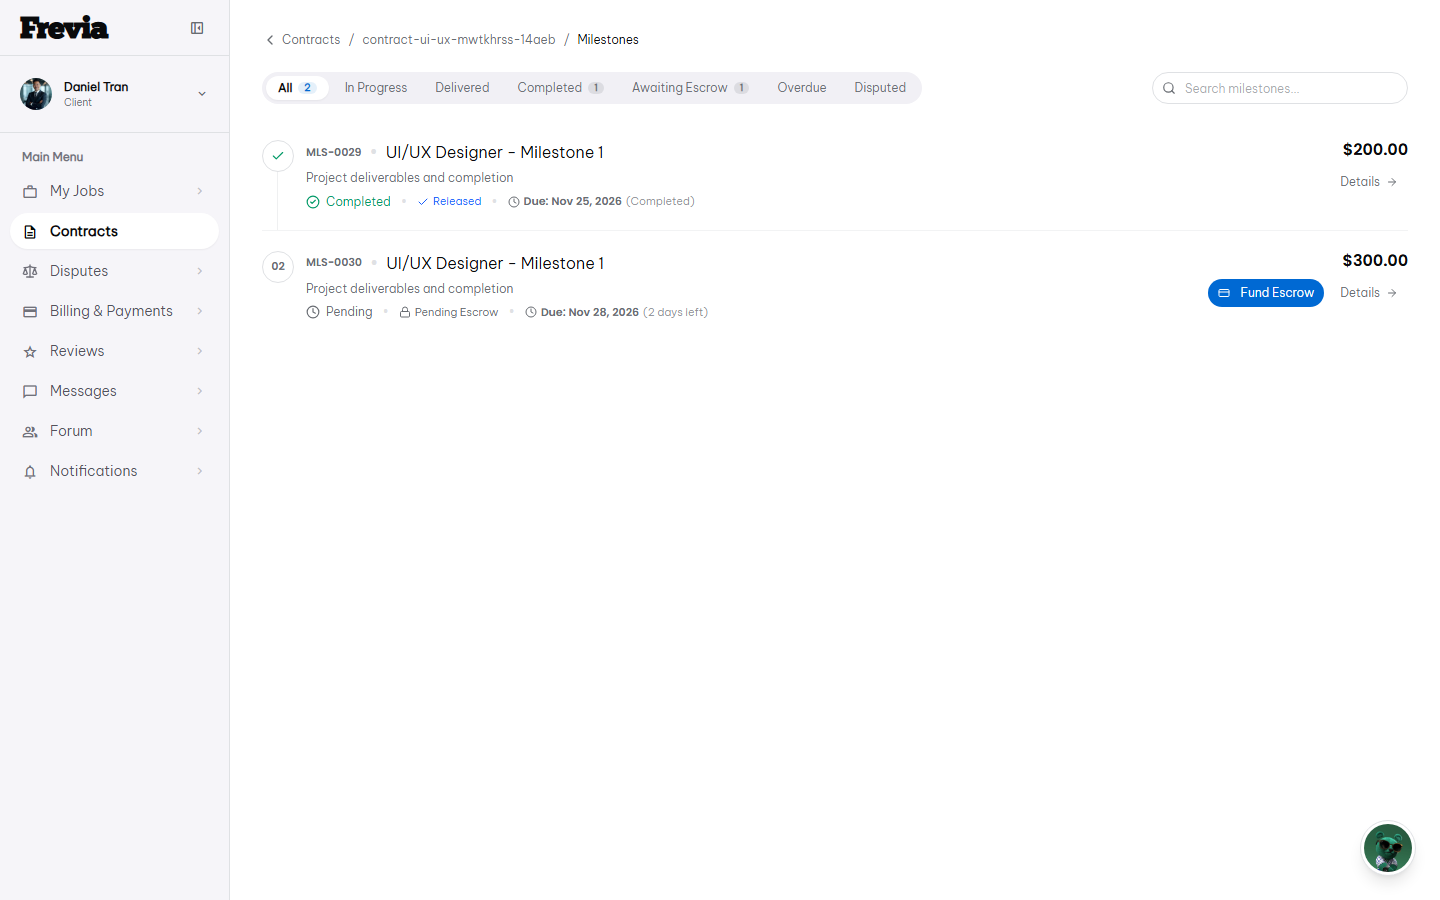 Frevia
Daniel Tran
Client
Main Menu
My Jobs
Contracts
Disputes
Billing & Payments
Reviews
Messages
Forum
Notifications
Contracts / contract-ui-ux-mwtkhrss-14aeb / Milestones
All 2 In Progress Delivered Completed 1 Awaiting Escrow 1 Overdue Disputed
Search milestones...
MLS-0029 UI/UX Designer - Milestone 1
$200.00
Project deliverables and completion
Details
Completed Released Due: Nov 25, 2026 (Completed)
02 MLS-0030 UI/UX Designer - Milestone 1
$300.00
Project deliverables and completion
Fund Escrow Details
Pending Pending Escrow Due: Nov 28, 2026 (2 days left)